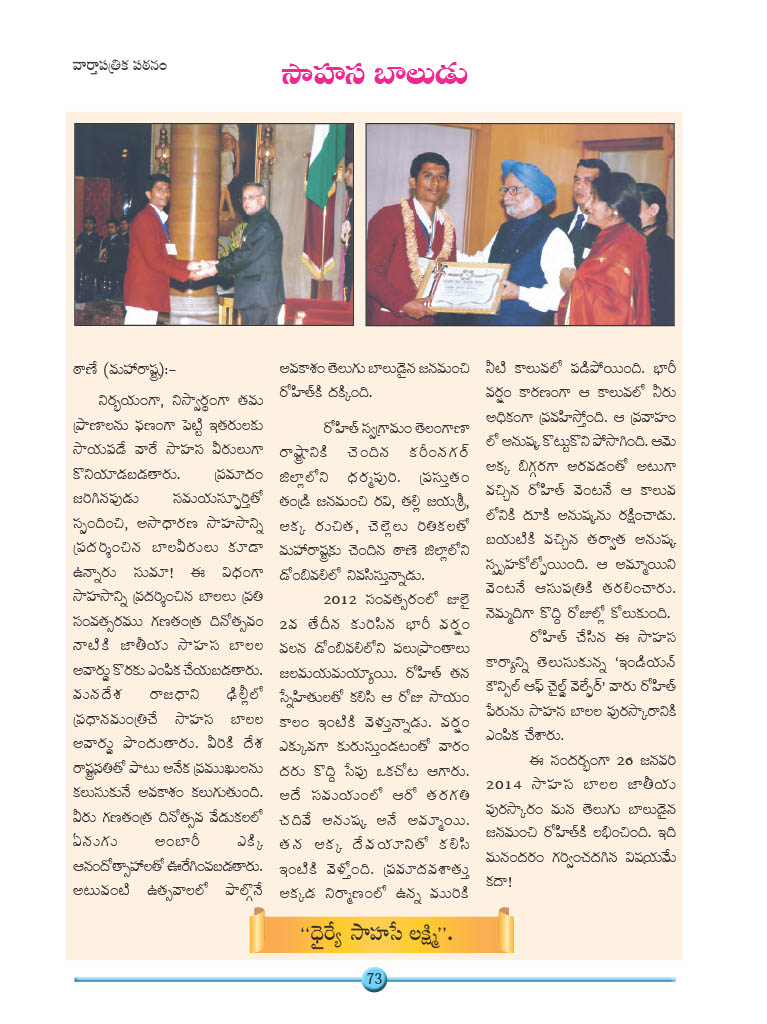 వార్తాపత్రిక పఠనం
సాహస బాలుడు
ఠాణే (మహారాష్ట్ర):–
నిర్భయంగా, నిస్వార్థంగా తమ
ప్రాణాలను ఫణంగా పెట్టి ఇతరులకు
సాయపడే వారే సాహస వీరులుగా
కొనియాడబడతారు. ప్రమాదం
జరిగినపుడు సమయస్ఫూర్తితో
స్పందించి, అసాధారణ సాహసాన్ని
ప్రదర్శించిన బాలవీరులు కూడా
ఉన్నారు సుమా! ఈ విధంగా
సాహసాన్ని ప్రదర్శించిన బాలలు ప్రతి
సంవత్సరము గణతంత్ర దినోత్సవం
నాటికి జాతీయ సాహస బాలల
అవార్డు కొరకు ఎంపిక చేయబడతారు.
మనదేశ రాజధాని ఢిల్లీలో
ప్రధానమంత్రిచే సాహస బాలల
అవార్డు పొందుతారు. వీరికి దేశ
రాష్ట్రపతితో పాటు అనేక ప్రముఖులను
కలుసుకునే అవకాశం కలుగుతుంది.
వీరు గణతంత్ర దినోత్సవ వేడుకలలో
ఏనుగు అంబారీ ఎక్కి
ఆనందోత్సాహాలతో ఊరేగింపబడతారు.
అటువంటి ఉత్సవాలలో పాల్గొనే
అవకాశం తెలుగు బాలుడైన జనమంచి
రోహిత్‌కి దక్కింది.
రోహిత్ స్వగ్రామం తెలంగాణా
రాష్ట్రానికి చెందిన కరీంనగర్
జిల్లాలోని ధర్మపురి. ప్రస్తుతం
తండ్రి జనమంచి రవి, తల్లి జయశ్రీ,
అక్క రుచిత, చెల్లెలు రితికలతో
మహారాష్ట్రకు చెందిన ఠాణే జిల్లాలోని
డోంబివలిలో నివసిస్తున్నాడు.
2012 సంవత్సరంలో జులై
2వ తేదీన కురిసిన భారీ వర్షం
వలన డోంబివలిలోని పలుప్రాంతాలు
జలమయమయ్యాయి. రోహిత్ తన
స్నేహితులతో కలిసి ఆ రోజు సాయం
కాలం ఇంటికి వెళ్తున్నాడు. వర్షం
ఎక్కువగా కురుస్తుండటంతో వారం
దరు కొద్ది సేపు ఒకచోట ఆగారు.
అదే సమయంలో ఆరో తరగతి
చదివే అనుష్క అనే అమ్మాయి.
తన అక్క దేవయానితో కలిసి
ఇంటికి వెళ్తోంది. ప్రమాదవశాత్తు
అక్కడ నిర్మాణంలో ఉన్న మురికి
నీటి కాలువలో పడిపోయింది. భారీ
వర్షం కారణంగా ఆ కాలువలో నీరు
అధికంగా ప్రవహిస్తోంది. ఆ ప్రవాహం
లో అనుష్క కొట్టుకొని పోసాగింది. ఆమె
అక్క బిగ్గరగా అరవడంతో అటుగా
వచ్చిన రోహిత్ వెంటనే ఆ కాలువ
లోనికి దూకి అనుష్కను రక్షించాడు.
బయటికి వచ్చిన తర్వాత అనుష్క
స్పృహకోల్పోయింది. ఆ అమ్మాయిని
వెంటనే ఆసుపత్రికి తరలించారు.
నెమ్మదిగా కొద్ది రోజుల్లో కోలుకుంది.
రోహిత్ చేసిన ఈ సాహస
కార్యాన్ని తెలుసుకున్న ‘ఇండియన్
కౌన్సిల్ ఆఫ్ చైల్డ్ వెల్ఫేర్’ వారు రోహిత్
పేరును సాహస బాలల పురస్కారానికి
ఎంపిక చేశారు.
ఈ సందర్భంగా 26 జనవరి
2014 సాహస బాలల జాతీయ
పురస్కారం మన తెలుగు బాలుడైన
జనమంచి రోహిత్‌కి లభించింది. ఇది
మనందరం గర్వించదగిన విషయమే
కదా!
“ధైర్యే సాహసే లక్ష్మి”.
73